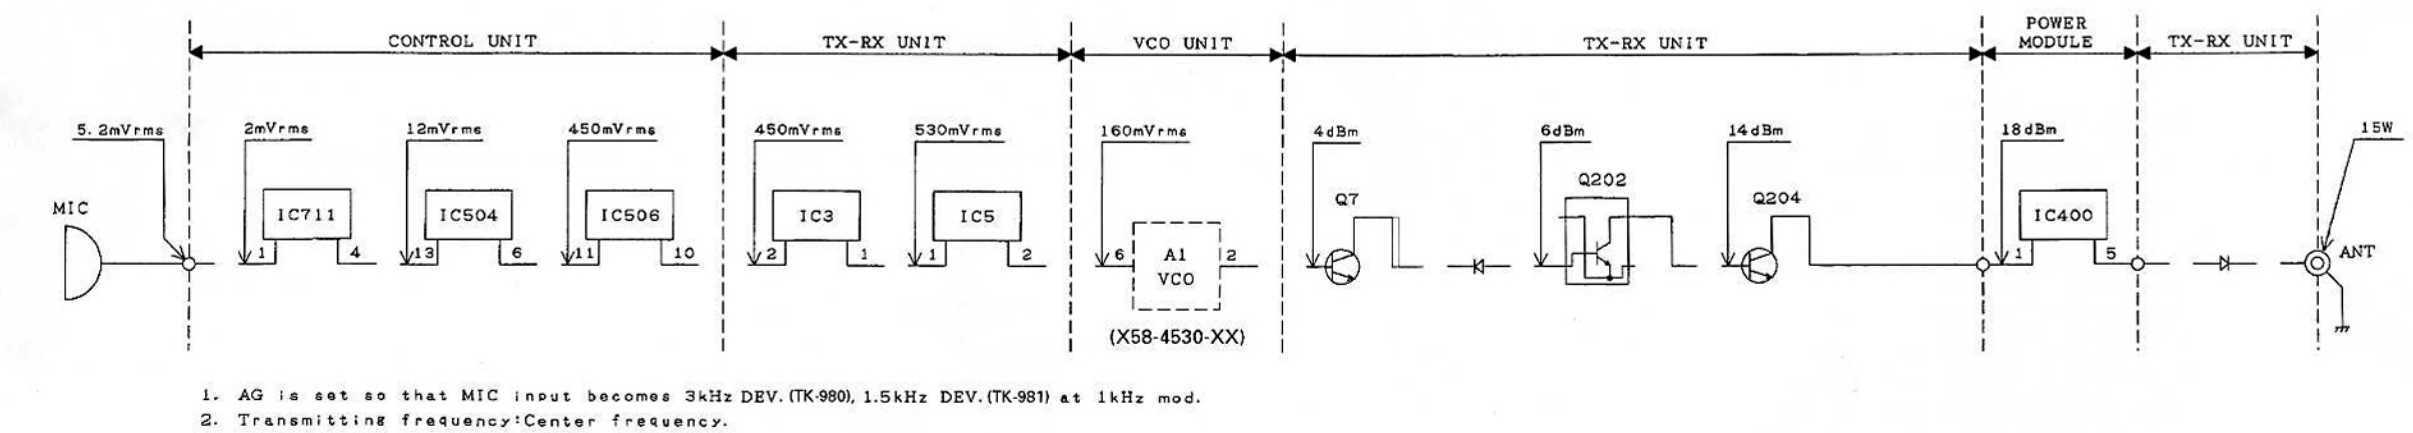 CONTROL UNIT TX-RX UNIT VCO UNIT TX-RX UNIT POWER MODULE TX-RX UNIT
5.2mVrms 2mVrms 12mVrms 450mVrms 450mVrms 530mVrms 160mVrms 4dBm 6dBm 14dBm 18dBm 15W
MIC IC711 IC504 IC506 IC3 IC5 A1 VCO Q7 Q202 Q204 IC400 ANT
1 4 13 6 11 10 2 1 1 2 6 2 1 5
(X58-4530-XX)
1. AG is set so that MIC input becomes 3kHz DEV. (TK-980), 1.5kHz DEV. (TK-981) at 1kHz mod.
2. Transmitting frequency:Center frequency.